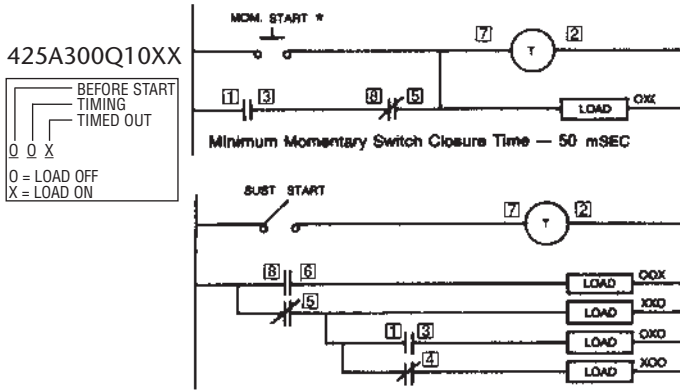 MOM. START *
7 T 2
425A300Q10XX
BEFORE START
TIMING
TIMED OUT
O O X
O = LOAD OFF
X = LOAD ON
1 3 8 5 LOAD OXX
Minimum Momentary Switch Closure Time — 50 mSEC
SUST START
7 T 2
8 6 LOAD OOX
5 LOAD XXO
1 3 LOAD OXO
4 LOAD XOO